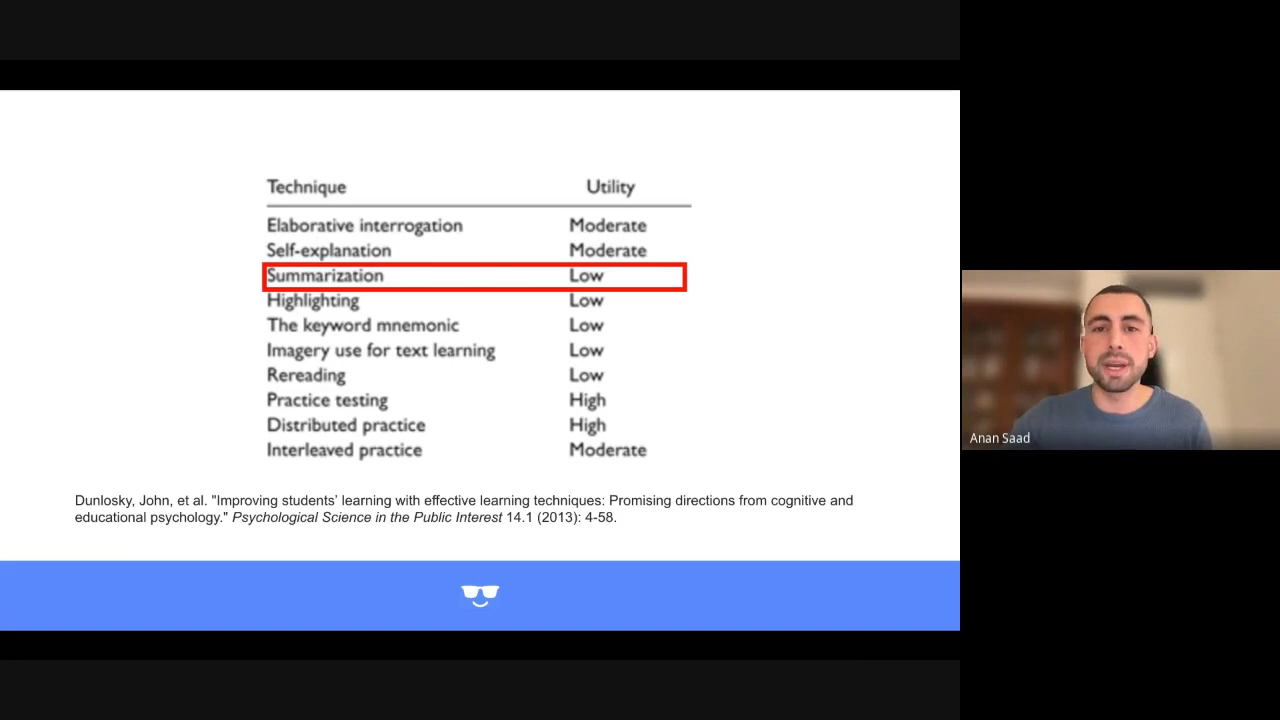 Technique Utility
Elaborative interrogation Moderate
Self-explanation Moderate
Summarization Low
Highlighting Low
The keyword mnemonic Low
Imagery use for text learning Low
Rereading Low
Practice testing High
Distributed practice High
Interleaved practice Moderate
Dunlosky, John, et al. "Improving students’ learning with effective learning techniques: Promising directions from cognitive and
educational psychology." Psychological Science in the Public Interest 14.1 (2013): 4-58.
Anan Saad